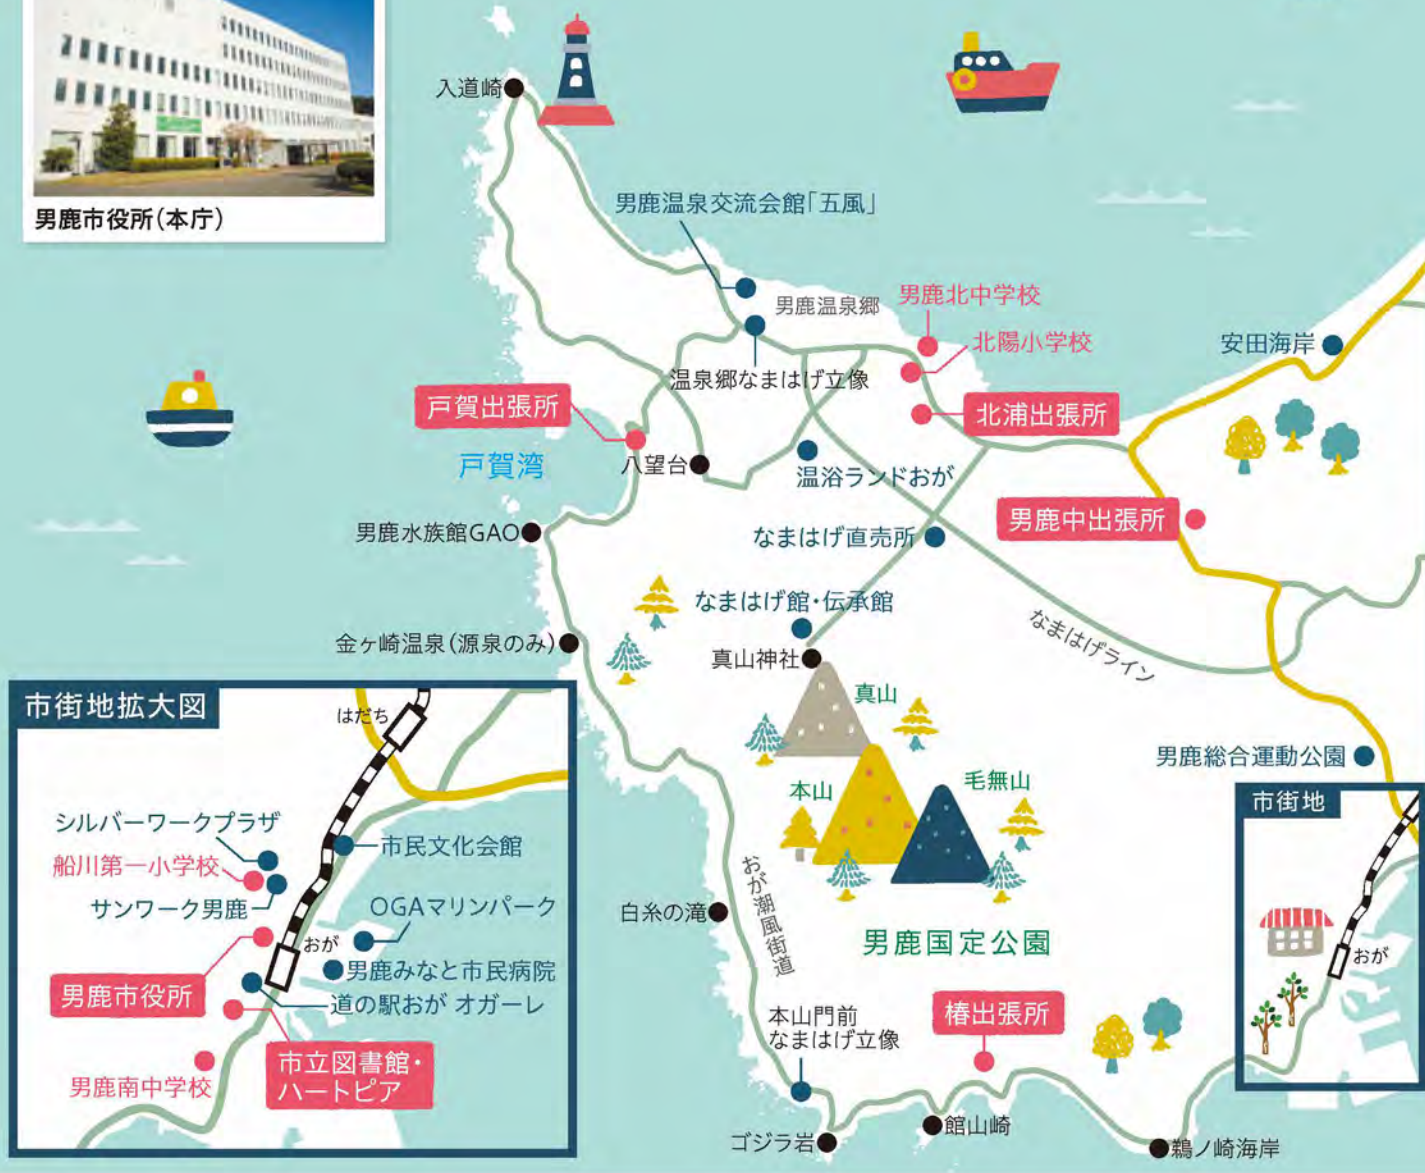 男鹿市役所(本庁)
入道崎
男鹿温泉交流会館「五風」
男鹿温泉郷
男鹿北中学校
北陽小学校
安田海岸
温泉郷なまはげ立像
戸賀出張所
北浦出張所
戸賀湾
八望台
温浴ランドおが
男鹿中出張所
男鹿水族館GAO
なまはげ直売所
なまはげ館・伝承館
なまはげライン
金ヶ崎温泉(源泉のみ)
真山神社
真山
本山
毛無山
男鹿総合運動公園
市街地
おが
おが潮風街道
白糸の滝
男鹿国定公園
本山門前
なまはげ立像
椿出張所
ゴジラ岩
館山崎
鵜ノ崎海岸
市街地拡大図
はだち
シルバーワークプラザ
船川第一小学校
サンワーク男鹿
市民文化会館
OGAマリンパーク
おが
男鹿みなと市民病院
男鹿市役所
道の駅おが オガーレ
市立図書館・
ハートピア
男鹿南中学校